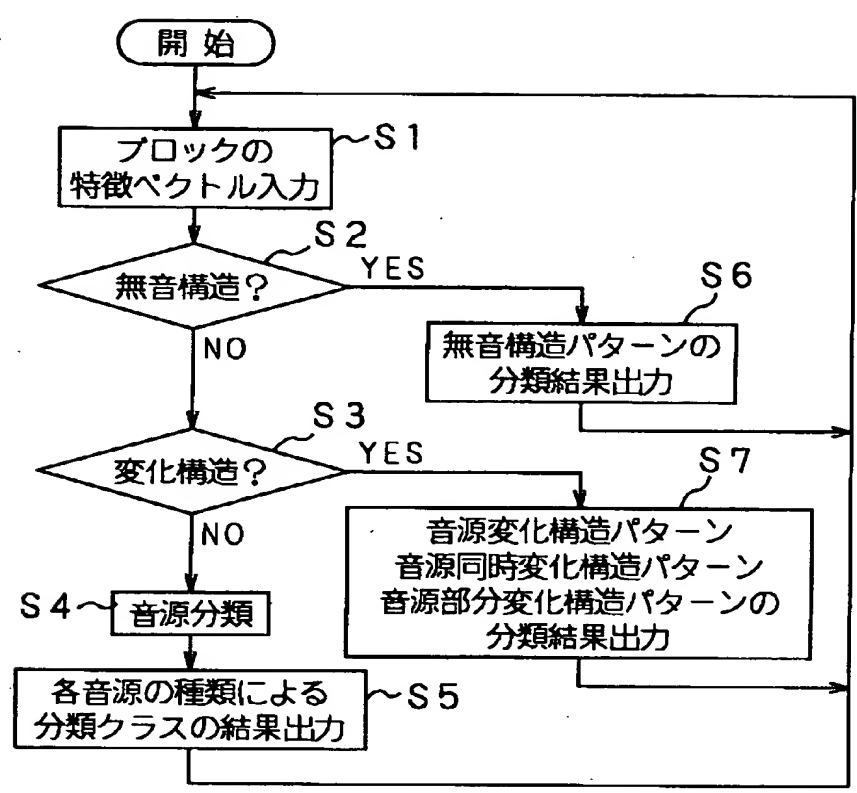 開始
S1
ブロックの
特徴ベクトル入力
S2
無音構造?
YES
NO
S6
無音構造パターンの
分類結果出力
S3
変化構造?
YES
NO
S7
音源変化構造パターン
音源同時変化構造パターン
音源部分変化構造パターンの
分類結果出力
S4
音源分類
各音源の種類による
分類クラスの結果出力
S5